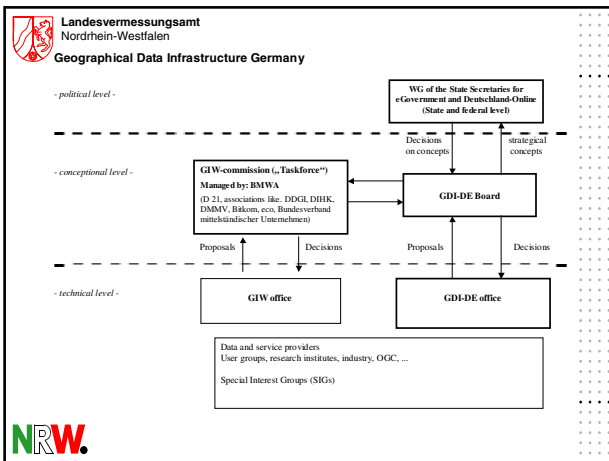 Landesvermessungsamt
Nordrhein-Westfalen
Geographical Data Infrastructure Germany
- political level -
WG of the State Secretaries for
eGovernment and Deutschland-Online
(State and federal level)
Decisions
on concepts
strategical
concepts
- conceptional level -
GIW-commission („Taskforce“)
Managed by: BMWA
(D 21, associations like. DDGI, DIHK,
DMMV, Bitkom, eco, Bundesverband
mittelständischer Unternehmen)
GDI-DE Board
Proposals
Decisions
Proposals
Decisions
- technical level -
GIW office
GDI-DE office
Data and service providers
User groups, research institutes, industry, OGC, ...
Special Interest Groups (SIGs)
NRW.